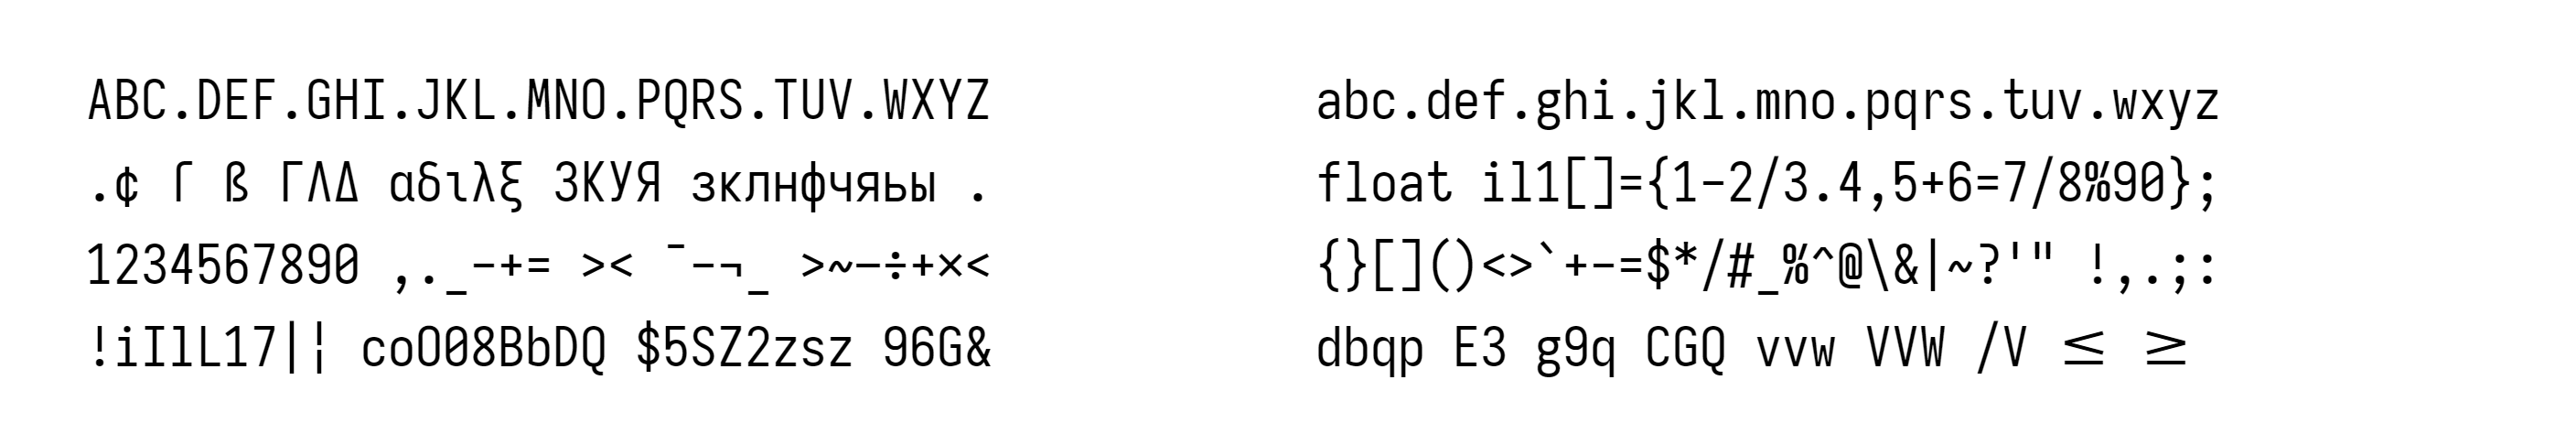 ABC.DEF.GHI.JKL.MNO.PQRS.TUV.WXYZ
.¢ ſ ß ΓΛΔ αδιλξ ЗКУЯ зклнфчяьы .
1234567890 ,._-+= >< ¯-¬_ >~−÷+×<
!iIlL17|¦ coO08BbDQ $5SZ2zsz 96G&
abc.def.ghi.jkl.mno.pqrs.tuv.wxyz
float il1[]={1-2/3.4,5+6=7/8%90};
{}[]()<>`+-=$*/#_%^@\&|~?'" !,.;:
dbqp E3 g9q CGQ vvw VVW /V ≤ ≥